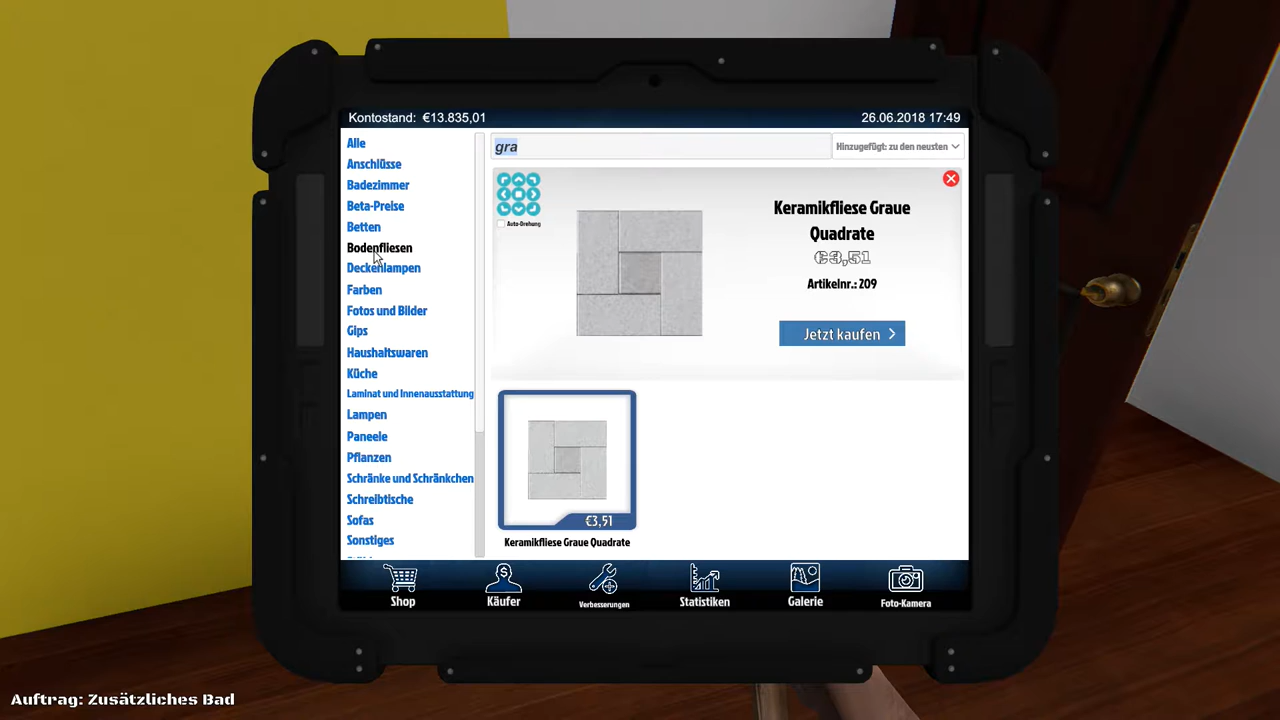 Kontostand: €13.835,01
26.06.2018 17:49
Alle
Anschlüsse
Badezimmer
Beta-Preise
Betten
Bodenfliesen
Deckenlampen
Farben
Fotos und Bilder
Gips
Haushaltswaren
Küche
Laminat und Innenausstattung
Lampen
Paneele
Pflanzen
Schränke und Schränkchen
Schreibtische
Sofas
Sonstiges
gra
Hinzugefügt: zu den neusten
Auto-Drehung
Keramikfliese Graue
Quadrate
€3,51
Artikelnr.: 209
Jetzt kaufen
€3,51
Keramikfliese Graue Quadrate
Shop
Käufer
Verbesserungen
Statistiken
Galerie
Foto-Kamera
Auftrag: Zusätzliches Bad